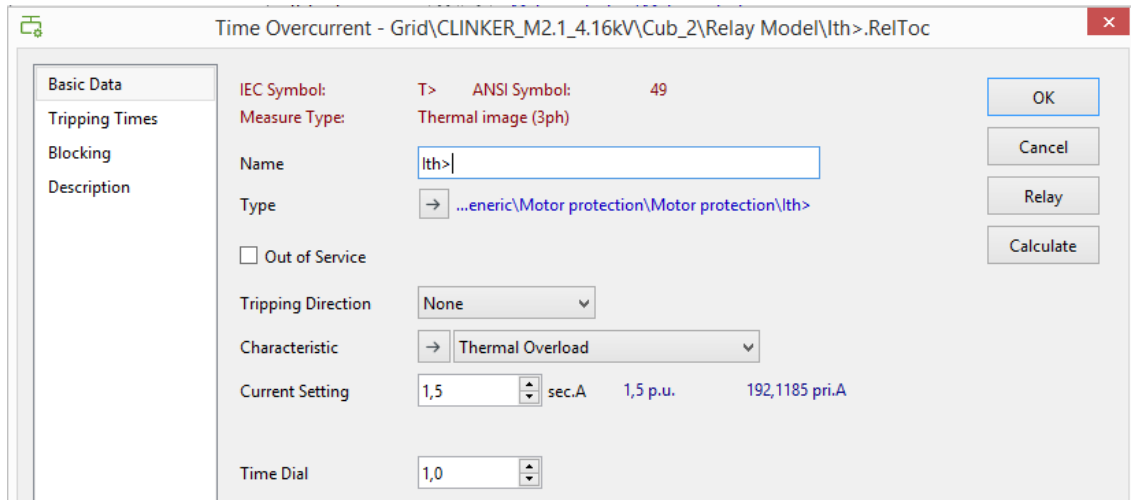 Time Overcurrent - Grid\CLINKER_M2.1_4.16kV\Cub_2\Relay Model\Ith>.RelToc
Basic Data
Tripping Times
Blocking
Description
IEC Symbol: T> ANSI Symbol: 49
Measure Type: Thermal image (3ph)
Name Ith>
Type ...eneric\Motor protection\Motor protection\Ith>
Out of Service
Tripping Direction None
Characteristic Thermal Overload
Current Setting 1,5 sec.A 1,5 p.u. 192,1185 pri.A
Time Dial 1,0
OK
Cancel
Relay
Calculate